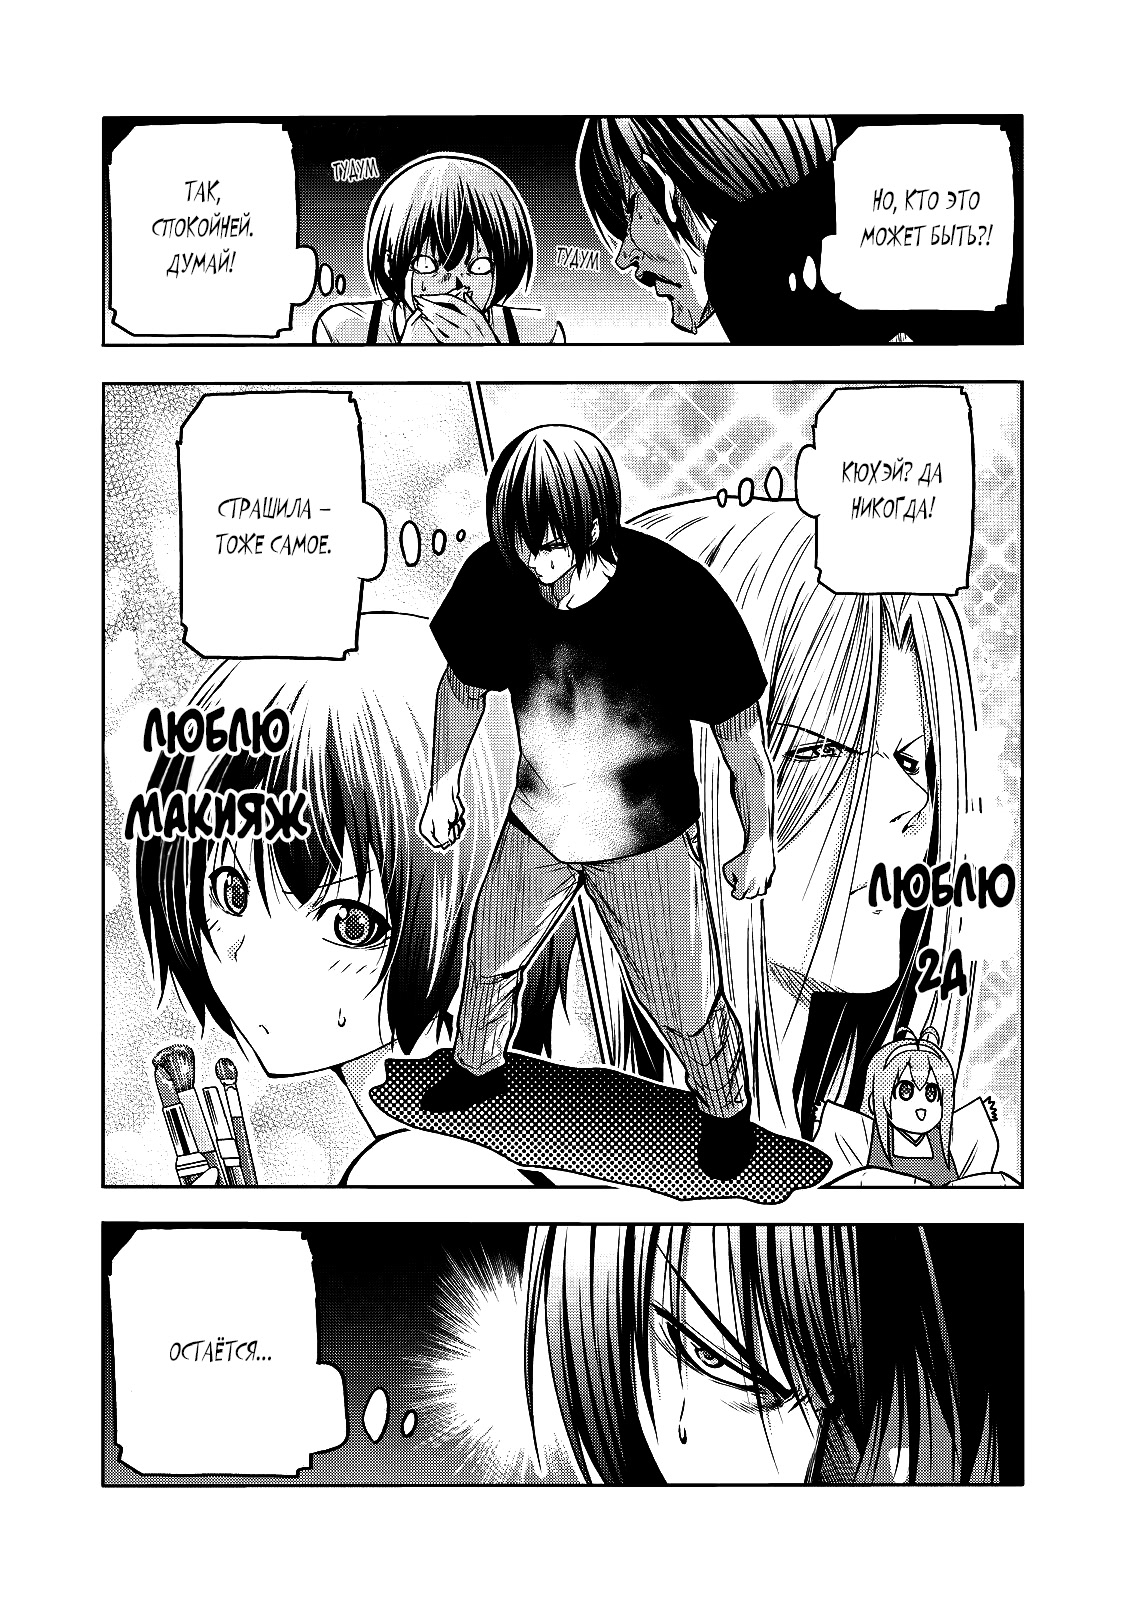 НО, КТО ЭТО
МОЖЕТ БЫТЬ?!
ТУДУМ
ТУДУМ
ТАК,
СПОКОЙНЕЙ.
ДУМАЙ!
КЮХЭЙ? ДА
НИКОГДА!
ЛЮБЛЮ
2Д
СТРАШИЛА –
ТОЖЕ САМОЕ.
ЛЮБЛЮ
МАКИЯЖ
ОСТАЁТСЯ...